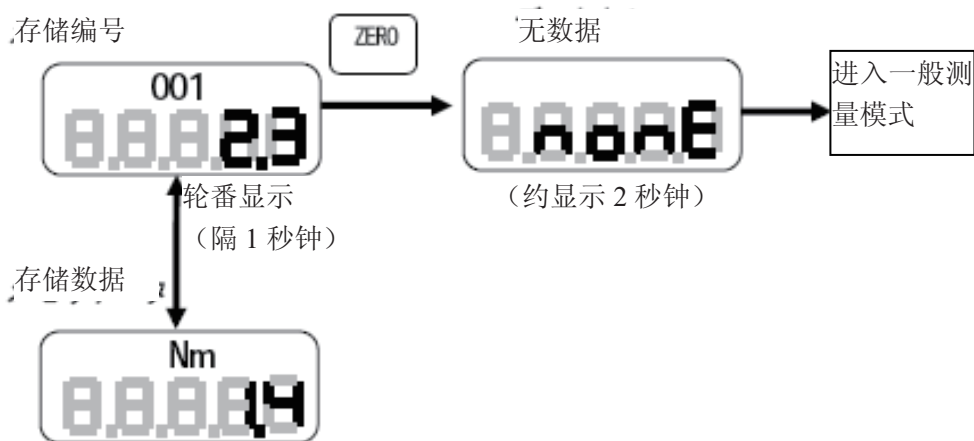 存储编号
ZERO
无数据
001
2.3
nonE
进入一般测
量模式
轮番显示
（隔 1 秒钟）
（约显示 2 秒钟）
存储数据
Nm
1.4